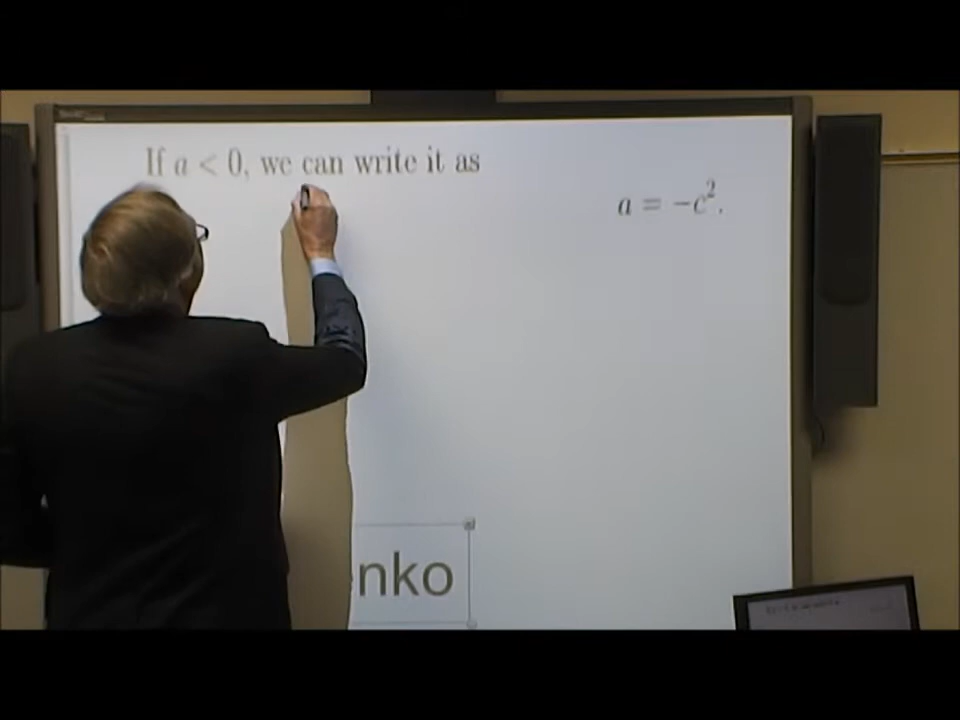 If a < 0, we can write it as
a = −c².
nko